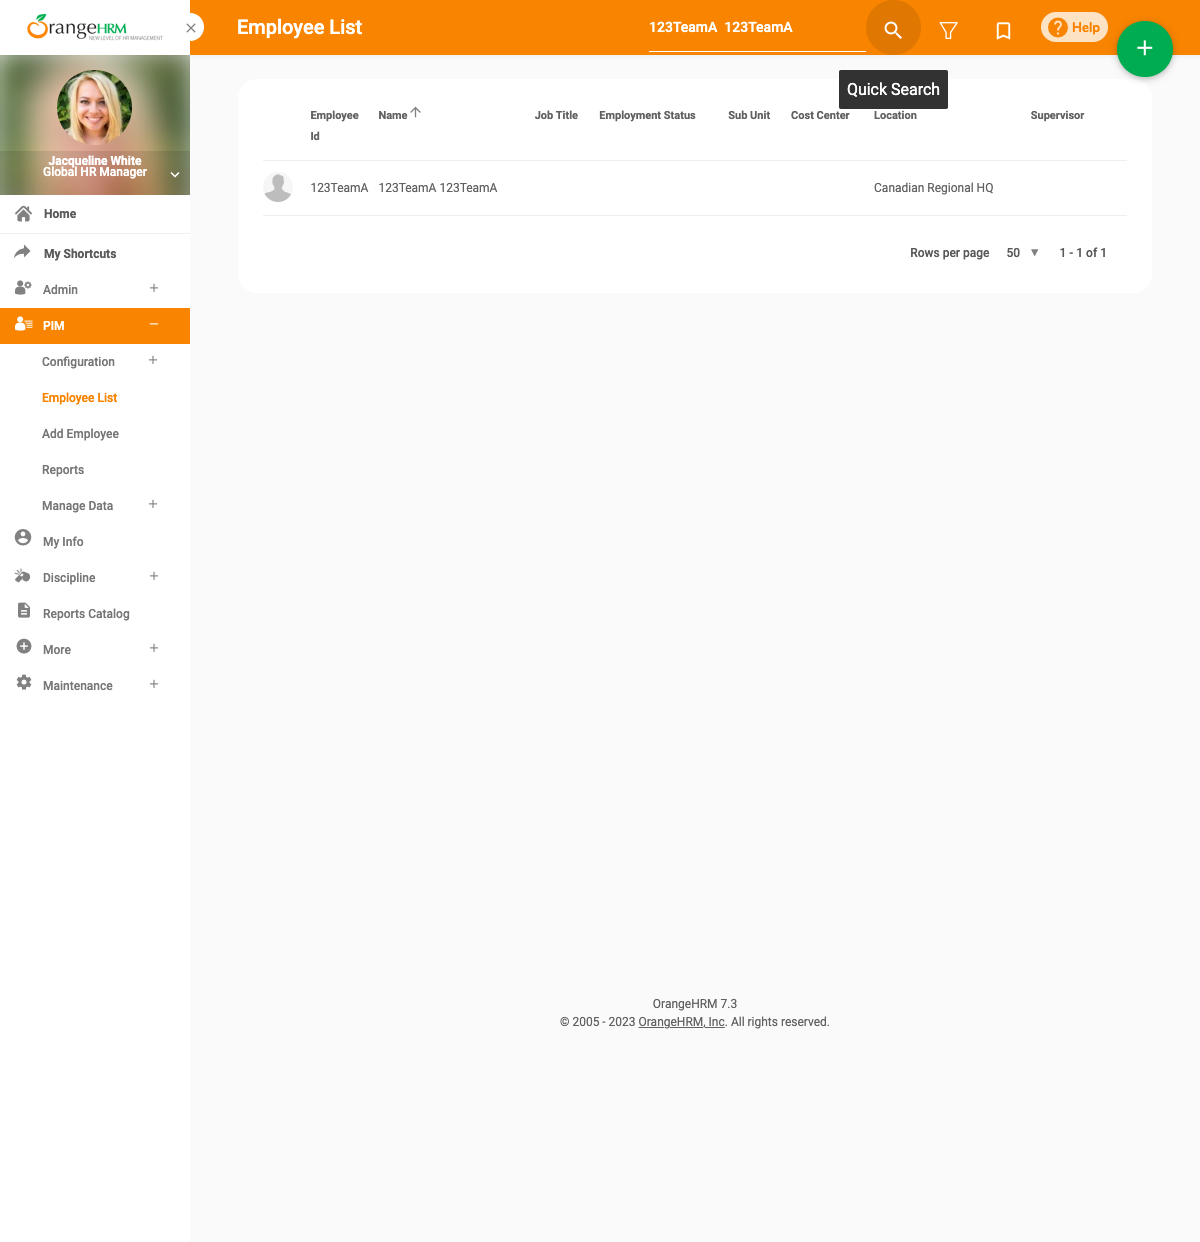 OrangeHRM
NEW LEVEL OF HR MANAGEMENT
Employee List
123TeamA 123TeamA
Help
Quick Search
Jacqueline White
Global HR Manager
Home
My Shortcuts
Admin
PIM
Configuration
Employee List
Add Employee
Reports
Manage Data
My Info
Discipline
Reports Catalog
More
Maintenance
Employee Id Name Job Title Employment Status Sub Unit Cost Center Location Supervisor
123TeamA 123TeamA 123TeamA Canadian Regional HQ
Rows per page 50 1 - 1 of 1
OrangeHRM 7.3
© 2005 - 2023 OrangeHRM, Inc. All rights reserved.